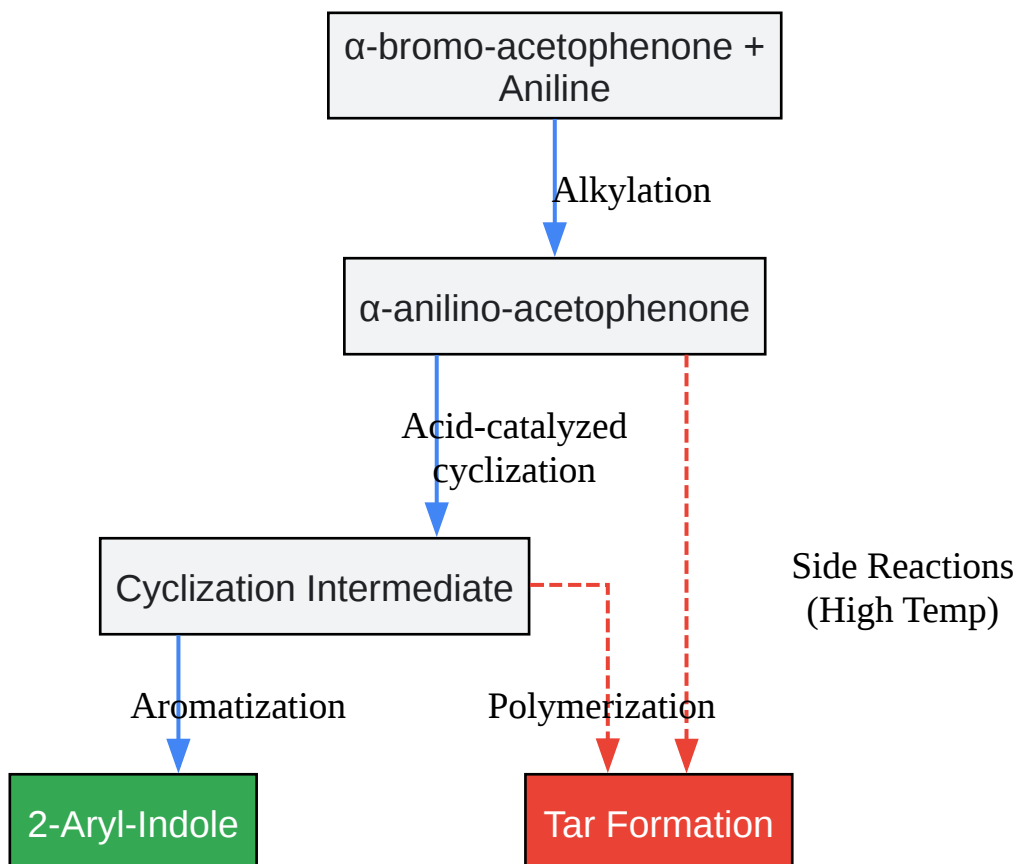 α-bromo-acetophenone +
Aniline
Alkylation
α-anilino-acetophenone
Acid-catalyzed
cyclization
Cyclization Intermediate
Side Reactions
(High Temp)
Aromatization
Polymerization
2-Aryl-Indole
Tar Formation